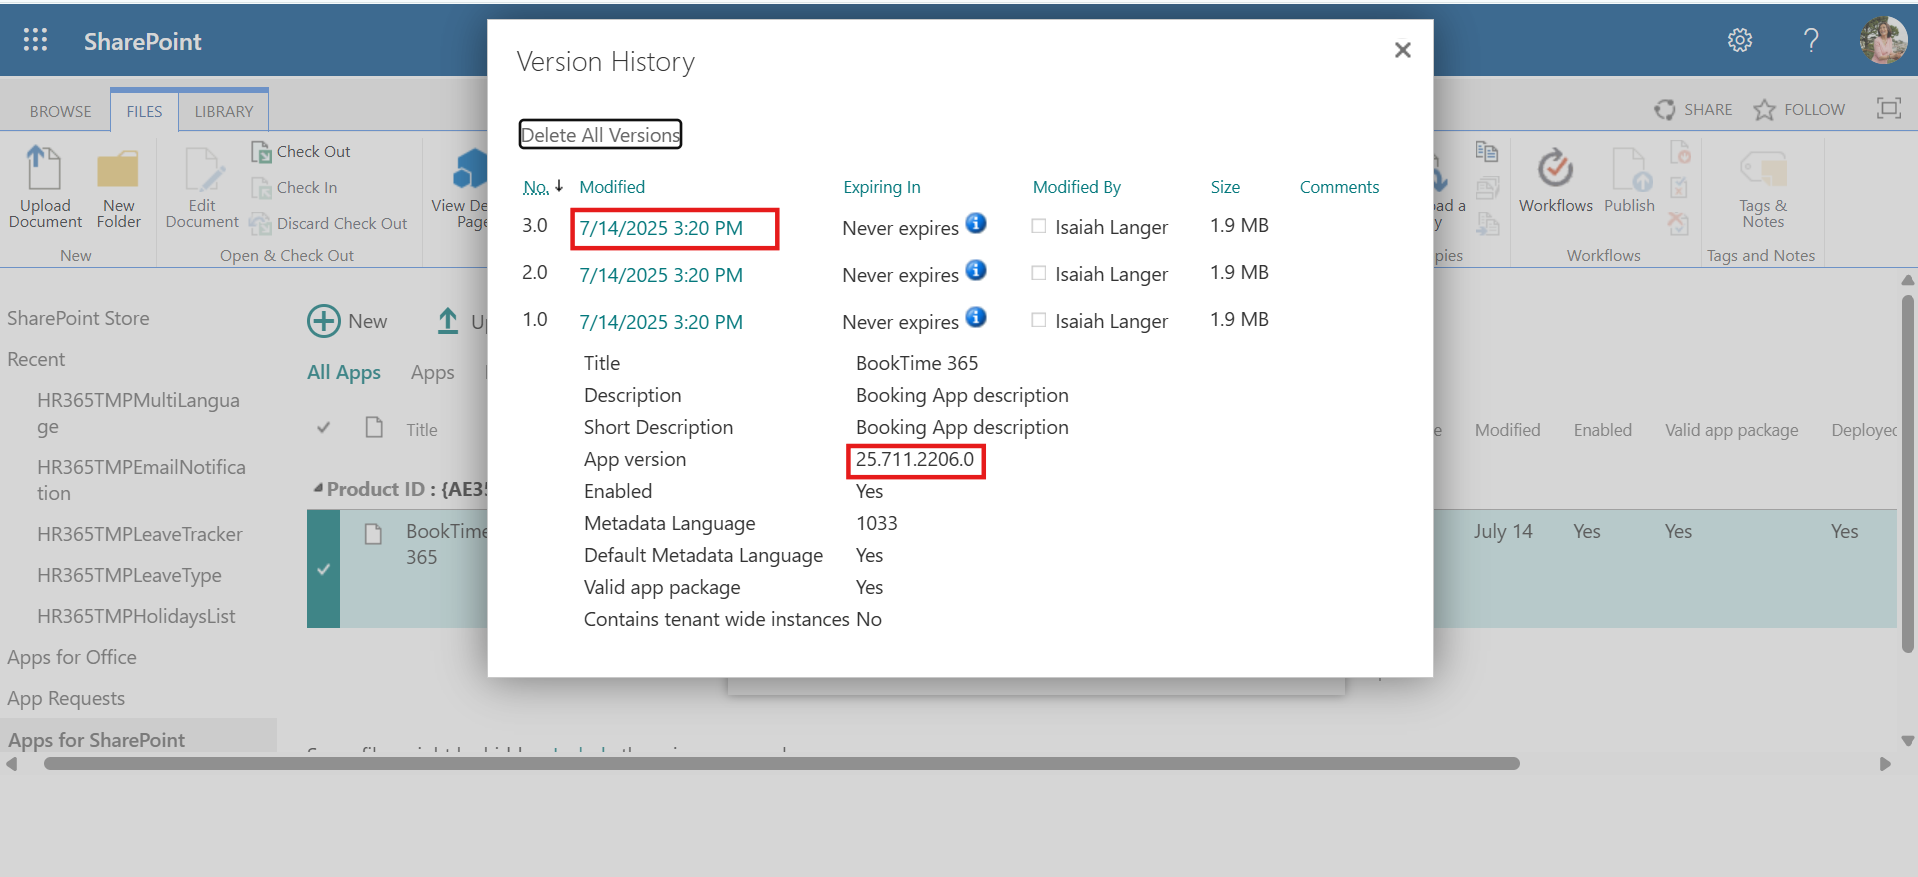 SharePoint
BROWSE FILES LIBRARY
SHARE FOLLOW
Upload Document
New Folder
New
Edit Document
Check Out
Check In
Discard Check Out
Open & Check Out
View
Page
Workflows
Publish
Workflows
Tags & Notes
Tags and Notes
Version History
Delete All Versions
No. Modified Expiring In Modified By Size Comments
3.0 7/14/2025 3:20 PM Never expires Isaiah Langer 1.9 MB
2.0 7/14/2025 3:20 PM Never expires Isaiah Langer 1.9 MB
1.0 7/14/2025 3:20 PM Never expires Isaiah Langer 1.9 MB
Title BookTime 365
Description Booking App description
Short Description Booking App description
App version 25.711.2206.0
Enabled Yes
Metadata Language 1033
Default Metadata Language Yes
Valid app package Yes
Contains tenant wide instances No
SharePoint Store
Recent
HR365TMPMultiLangua
ge
HR365TMPEmailNotifica
tion
HR365TMPLeaveTracker
HR365TMPLeaveType
HR365TMPHolidaysList
Apps for Office
App Requests
Apps for SharePoint
New
All Apps Apps
Title Modified Enabled Valid app package Deployed
Product ID : {AE35
BookTime
365
July 14 Yes Yes Yes